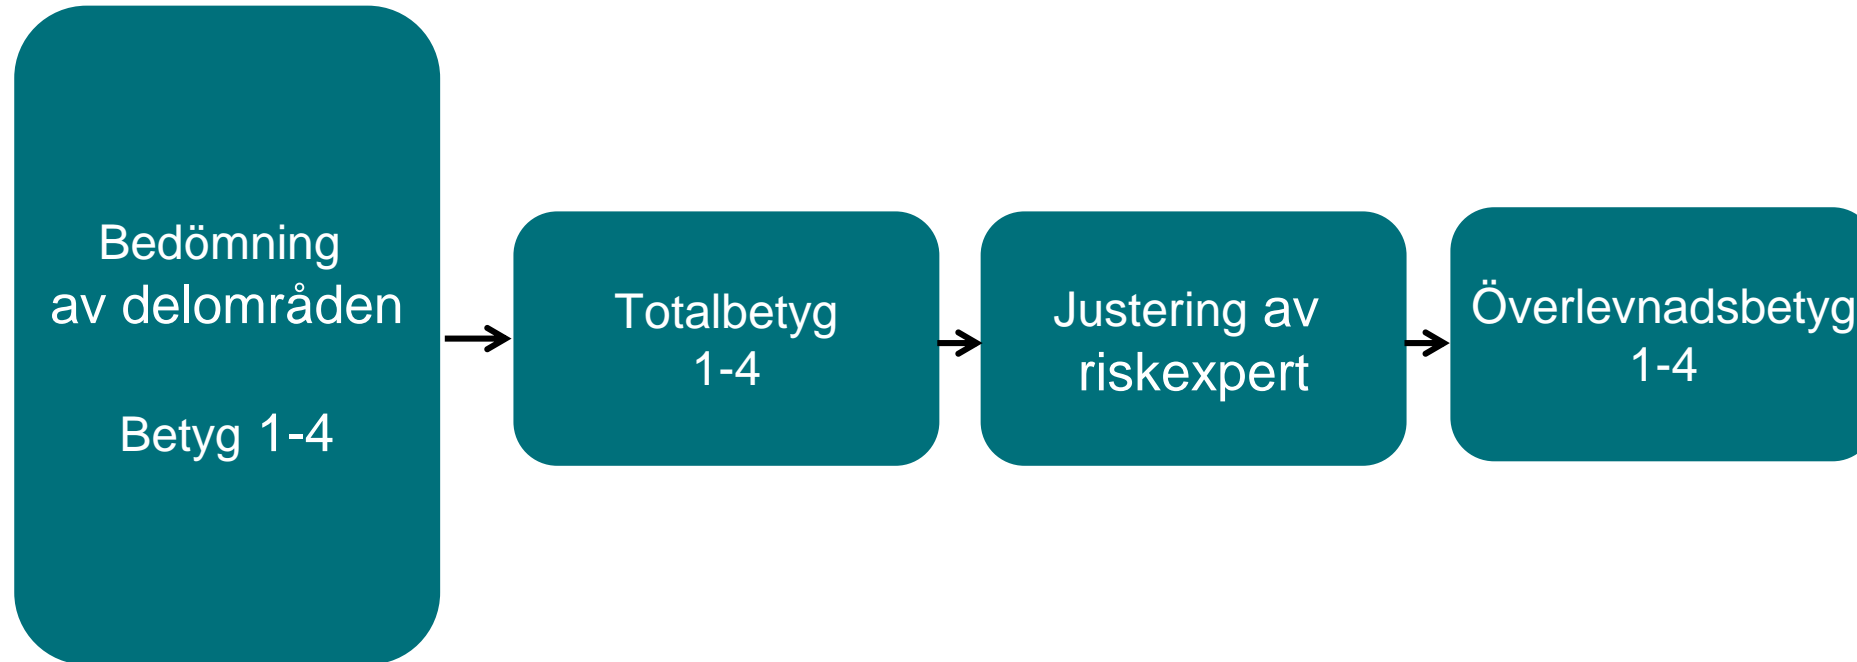 Bedömning
av delområden
Betyg 1-4
Totalbetyg
1-4
Justering av
riskexpert
Överlevnadsbetyg
1-4